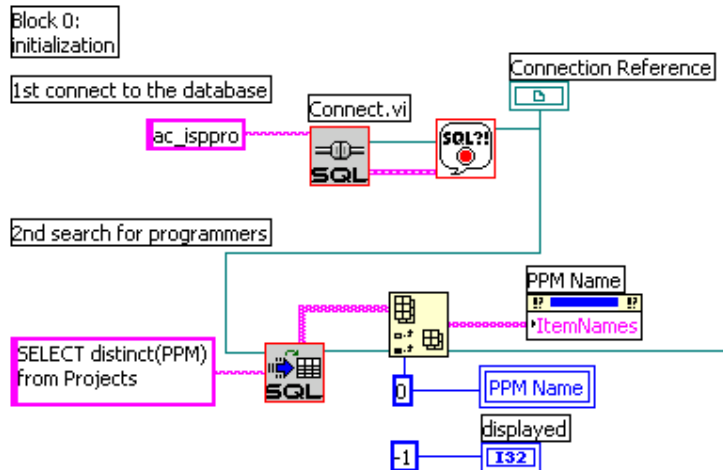 Block 0:
initialization
1st connect to the database
Connection Reference
Connect.vi
ac_isppro
SQL
SQL?!
2nd search for programmers
PPM Name
!? !?
ItemNames
SELECT distinct(PPM)
from Projects
SQL
0
PPM Name
displayed
-1
I32